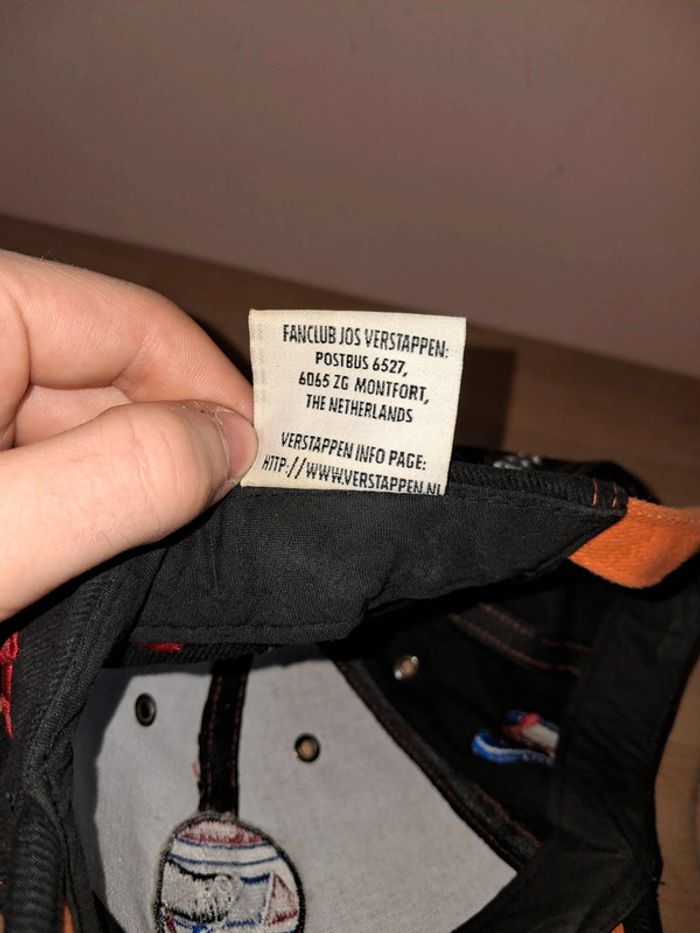 FANCLUB JOS VERSTAPPEN:
POSTBUS 6527,
6065 ZG MONTFORT,
THE NETHERLANDS
VERSTAPPEN INFO PAGE:
HTTP://WWW.VERSTAPPEN.NL